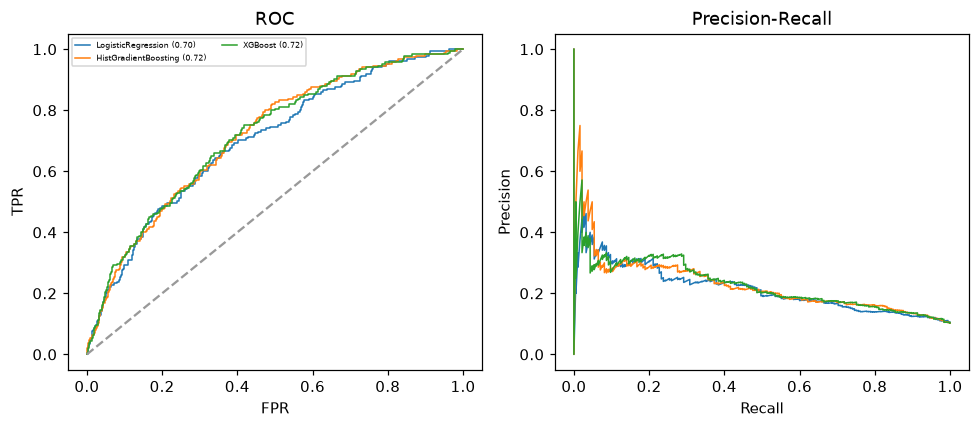 ROC
LogisticRegression (0.70)
HistGradientBoosting (0.72)
XGBoost (0.72)
1.0
0.8
0.6
0.4
0.2
0.0
TPR
0.0 0.2 0.4 0.6 0.8 1.0
FPR
Precision-Recall
1.0
0.8
0.6
0.4
0.2
0.0
Precision
0.0 0.2 0.4 0.6 0.8 1.0
Recall